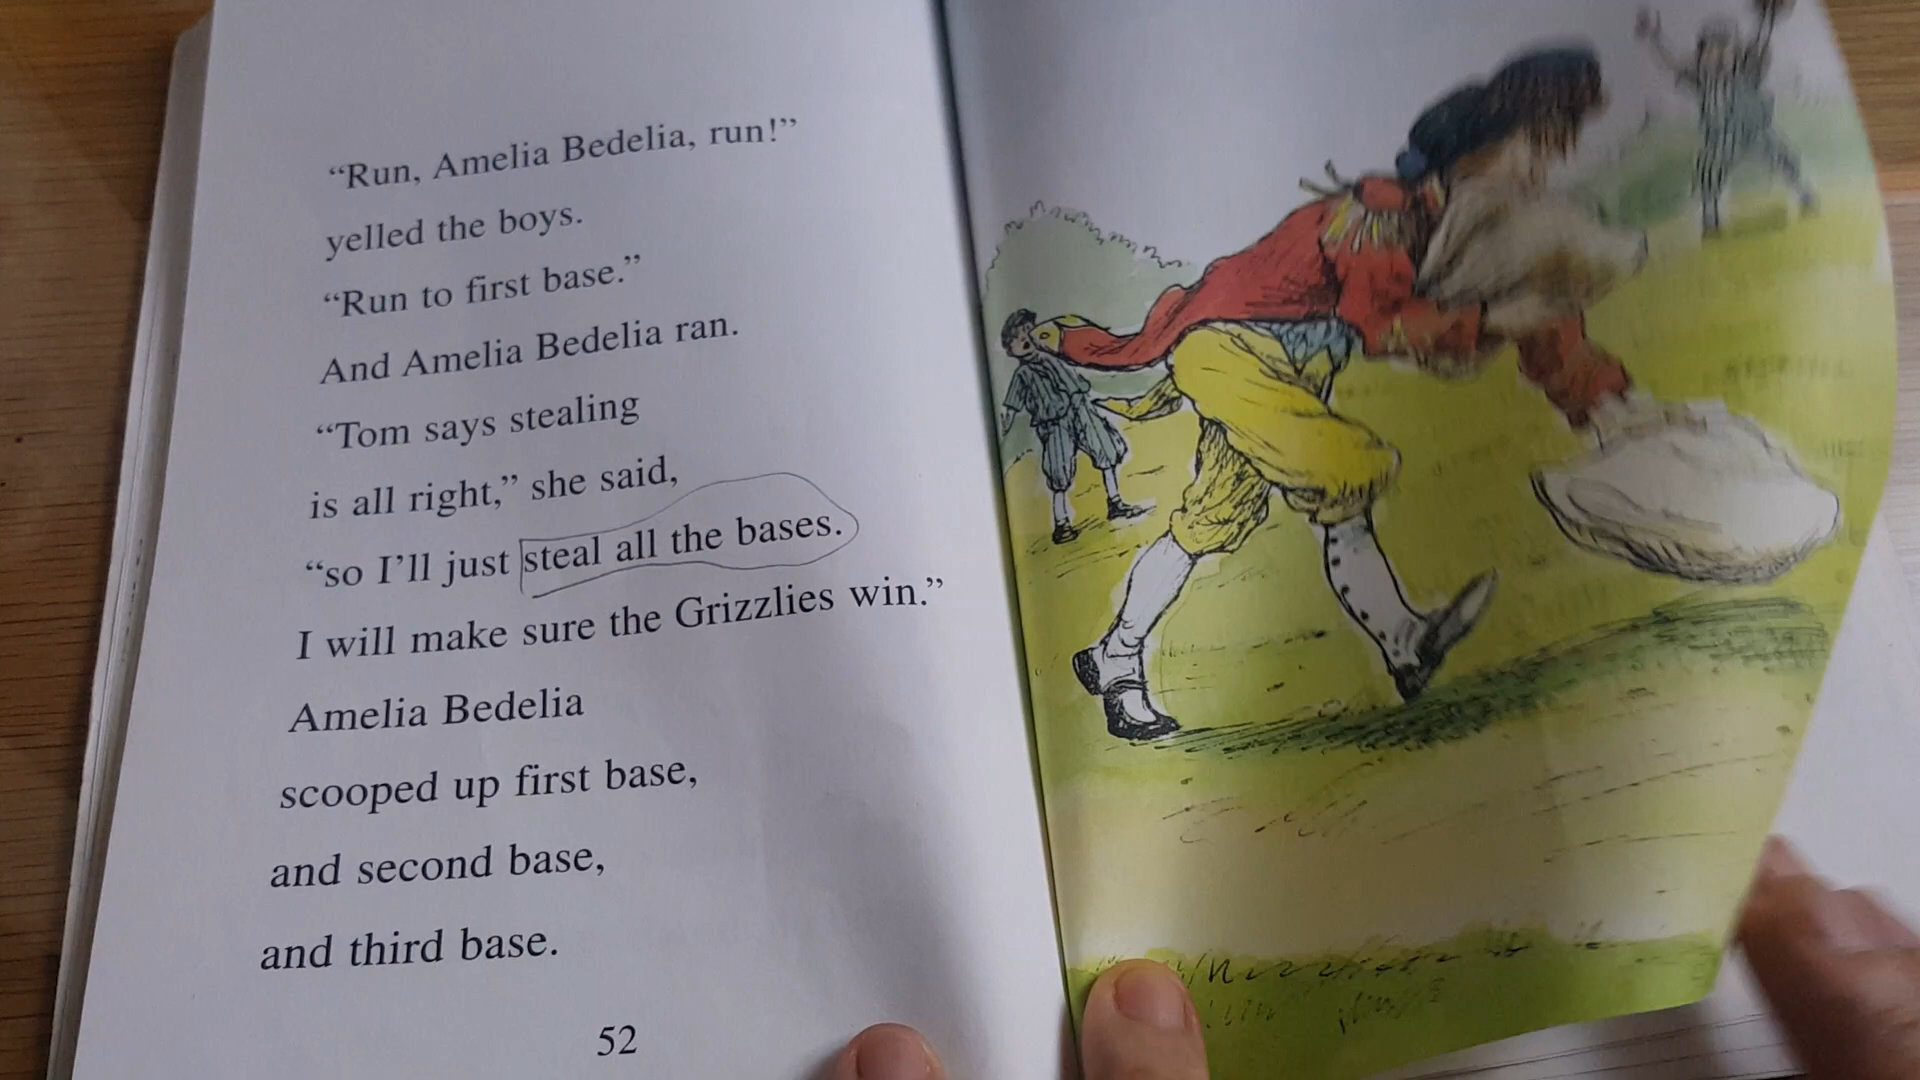 “Run, Amelia Bedelia, run!”
yelled the boys.
“Run to first base.”
And Amelia Bedelia ran.
“Tom says stealing
is all right,” she said,
“so I’ll just steal all the bases.
I will make sure the Grizzlies win.”
Amelia Bedelia
scooped up first base,
and second base,
and third base.
52